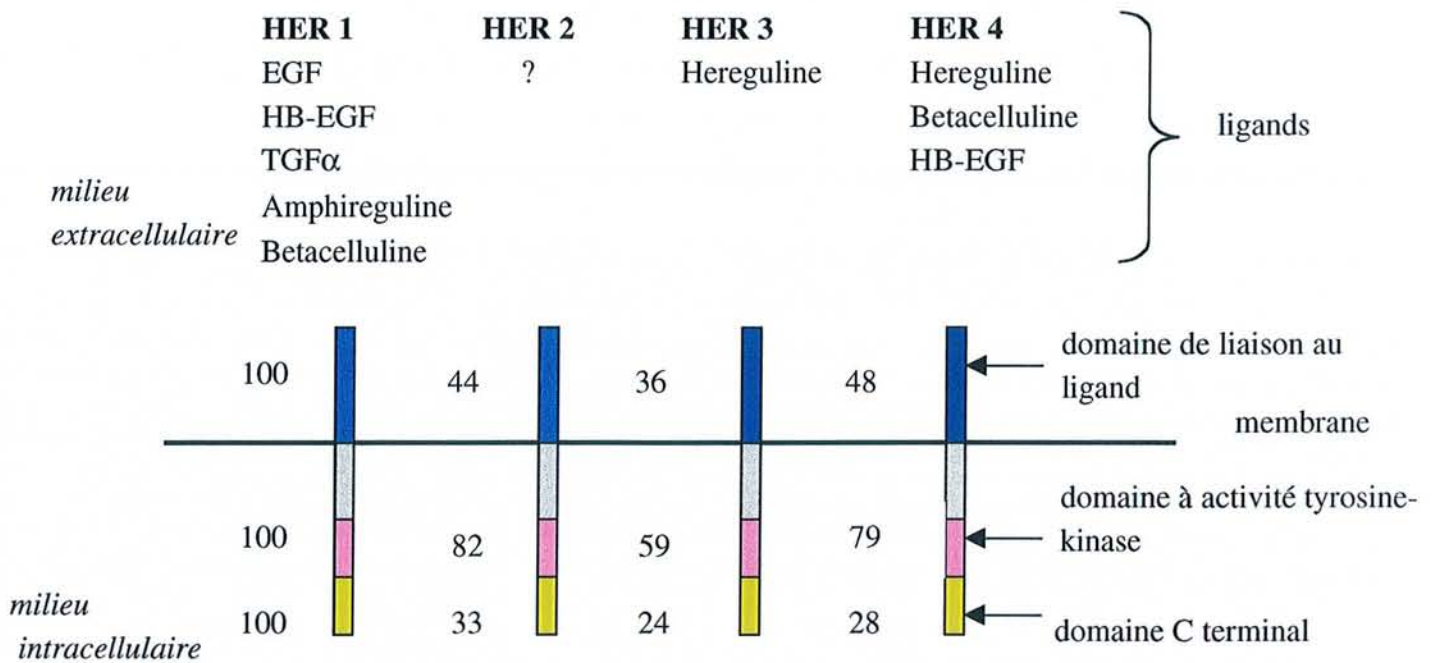 HER 1 HER 2 HER 3 HER 4
EGF ? Hereguline Hereguline
HB-EGF Betacelluline ligands
TGFα HB-EGF
milieu
extracellulaire
Amphireguline
Betacelluline
100 44 36 48
domaine de liaison au
ligand
membrane
100 82 59 79
domaine à activité tyrosine-
kinase
milieu
intracellulaire
100 33 24 28
domaine C terminal